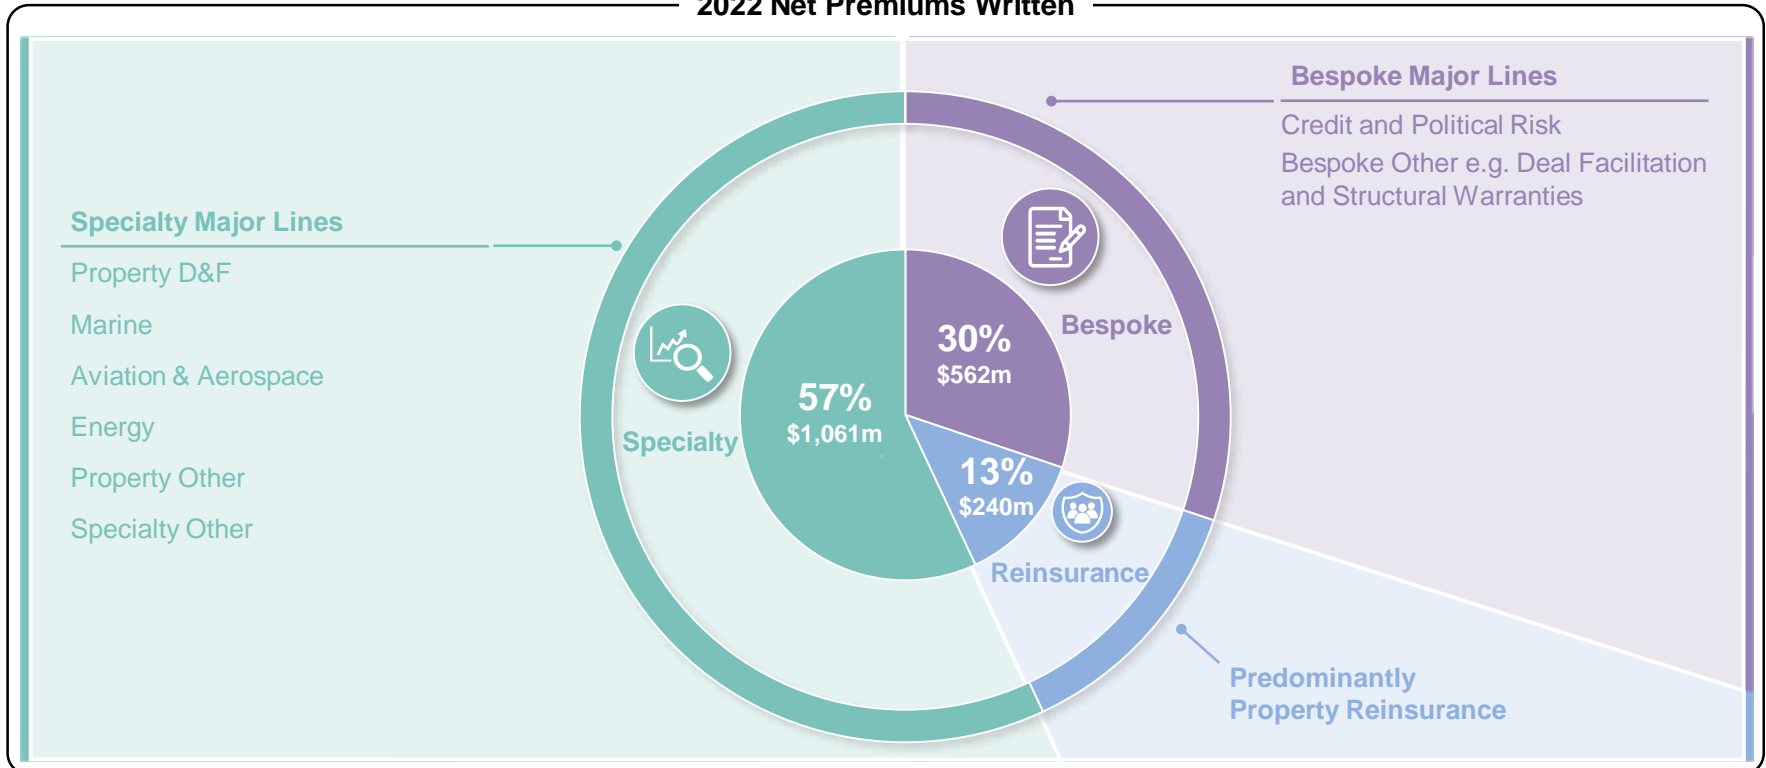 2022 Net Premiums Written
Specialty Major Lines
Property D&F
Marine
Aviation & Aerospace
Energy
Property Other
Specialty Other
Specialty
57%
$1,061m
30%
$562m
13%
$240m
Bespoke
Reinsurance
Bespoke Major Lines
Credit and Political Risk
Bespoke Other e.g. Deal Facilitation
and Structural Warranties
Predominantly
Property Reinsurance